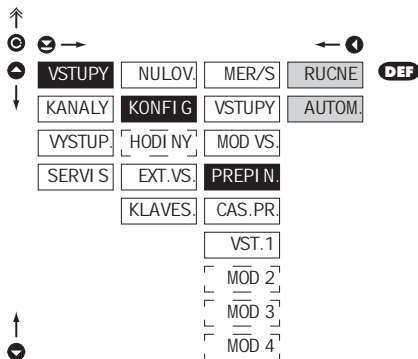 VSTUPY NULOV. MER/S RUCNE DEF
KANALY KONFIG VSTUPY AUTOM.
VYSTUP. HODINY MOD VS.
SERVIS EXT.VS. PREPIN.
KLAVES. CAS.PR.
VST.1
MOD 2
MOD 3
MOD 4